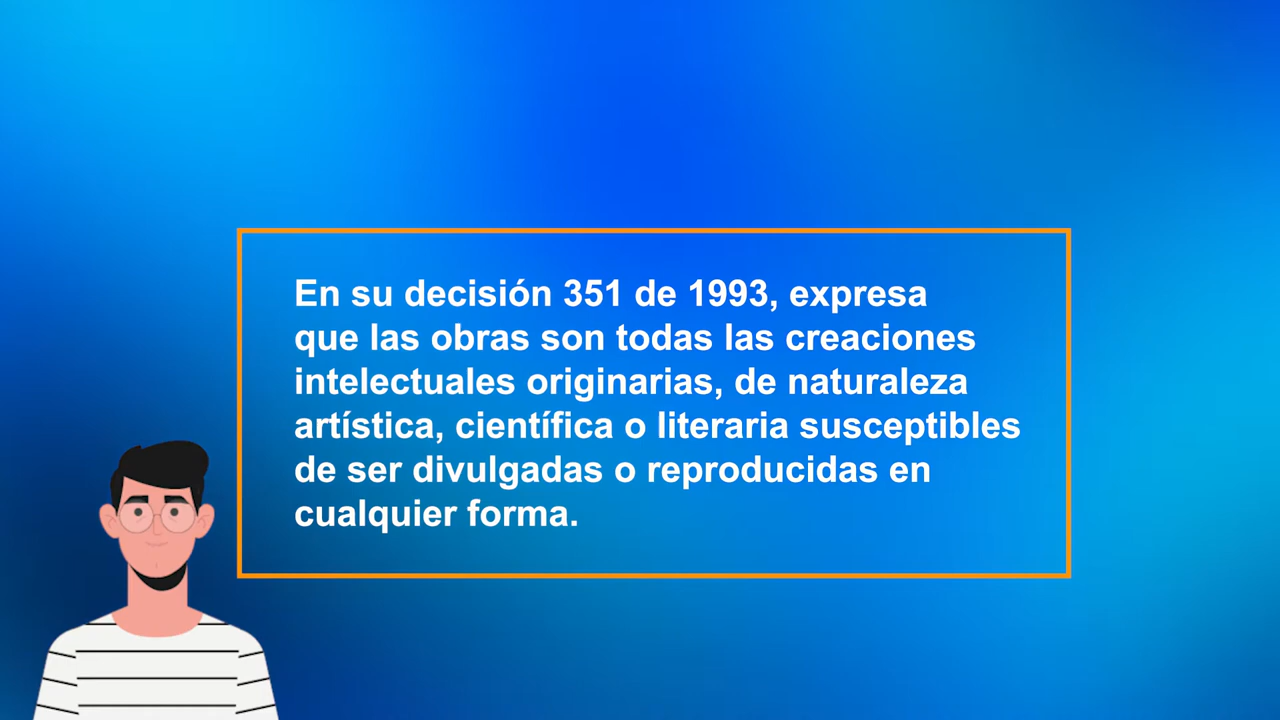 En su decisión 351 de 1993, expresa
que las obras son todas las creaciones
intelectuales originarias, de naturaleza
artística, científica o literaria susceptibles
de ser divulgadas o reproducidas en
cualquier forma.